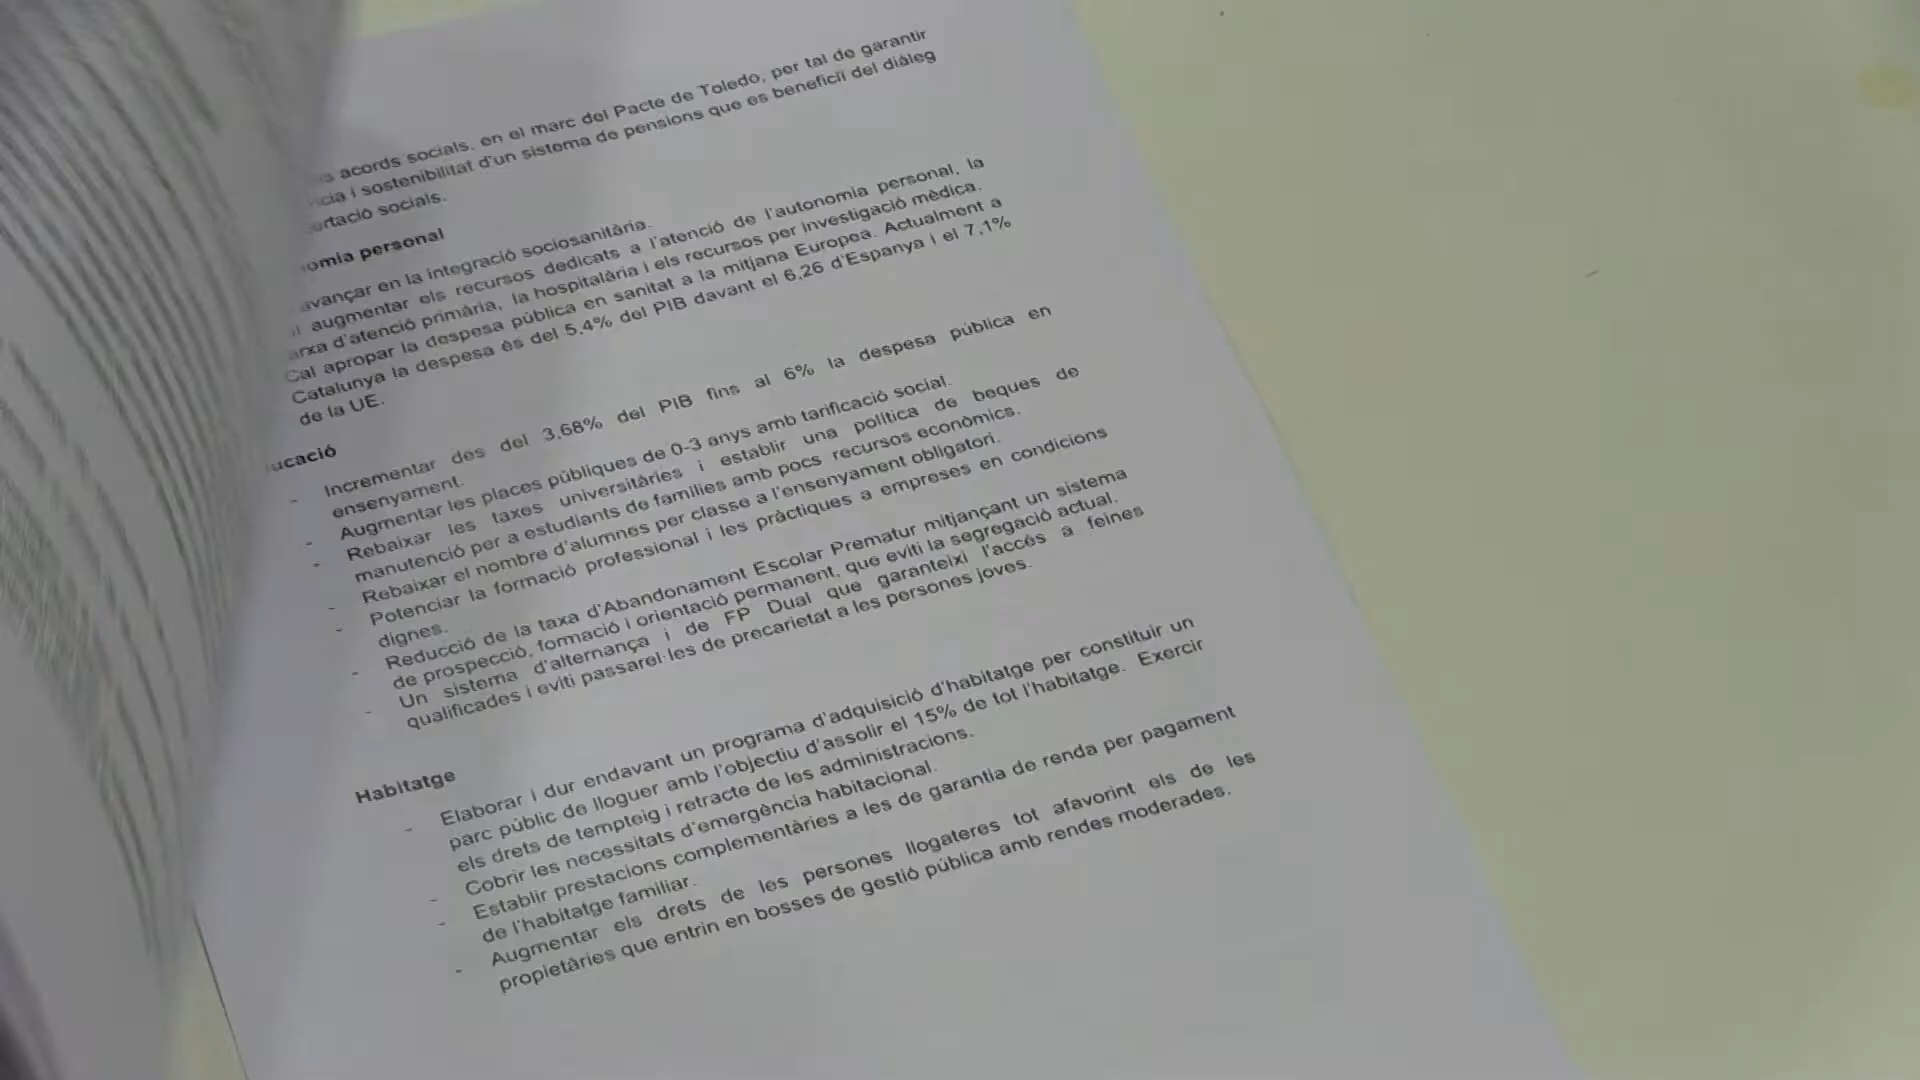 acords socials, en el marc del Pacte de Toledo, per tal de garantir
i sostenibilitat d'un sistema de pensions que es beneficiï del diàleg
socials.
personal
avançar en la integració sociosanitària.
augmentar els recursos dedicats a l'atenció de l'autonomia personal, la
d'atenció primària, la hospitalària i els recursos per investigació mèdica.
Cal apropar la despesa pública en sanitat a la mitjana Europea. Actualment a
Catalunya la despesa és del 5,4% del PIB davant el 6,26 d'Espanya i el 7,1%
de la UE.
ucació
- Incrementar des del 3,68% del PIB fins al 6% la despesa pública en
ensenyament.
- Augmentar les places públiques de 0-3 anys amb tarificació social.
- Rebaixar les taxes universitàries i establir una política de beques de
manutenció per a estudiants de famílies amb pocs recursos econòmics.
- Rebaixar el nombre d'alumnes per classe a l'ensenyament obligatori.
- Potenciar la formació professional i les pràctiques a empreses en condicions
dignes.
- Reducció de la taxa d'Abandonament Escolar Prematur mitjançant un sistema
de prospecció, formació i orientació permanent, que eviti la segregació actual.
- Un sistema d'alternança i de FP Dual que garanteixi l'accés a feines
qualificades i eviti passarel·les de precarietat a les persones joves.
Habitatge
- Elaborar i dur endavant un programa d'adquisició d'habitatge per constituir un
parc públic de lloguer amb l'objectiu d'assolir el 15% de tot l'habitatge. Exercir
els drets de tempteig i retracte de les administracions.
- Cobrir les necessitats d'emergència habitacional.
- Establir prestacions complementàries a les de garantia de renda per pagament
de l'habitatge familiar.
- Augmentar els drets de les persones llogateres tot afavorint els de les
propietàries que entrin en bosses de gestió pública amb rendes moderades.